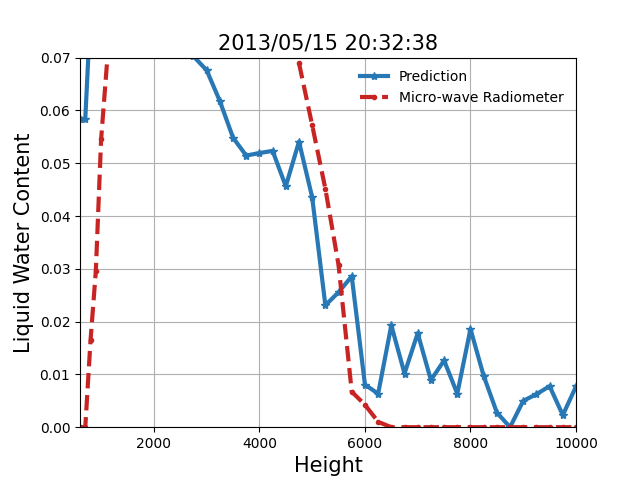 2013/05/15 20:32:38
Prediction
Micro-wave Radiometer
0.07
0.06
0.05
0.04
0.03
0.02
0.01
0.00
Liquid Water Content
2000 4000 6000 8000 10000
Height